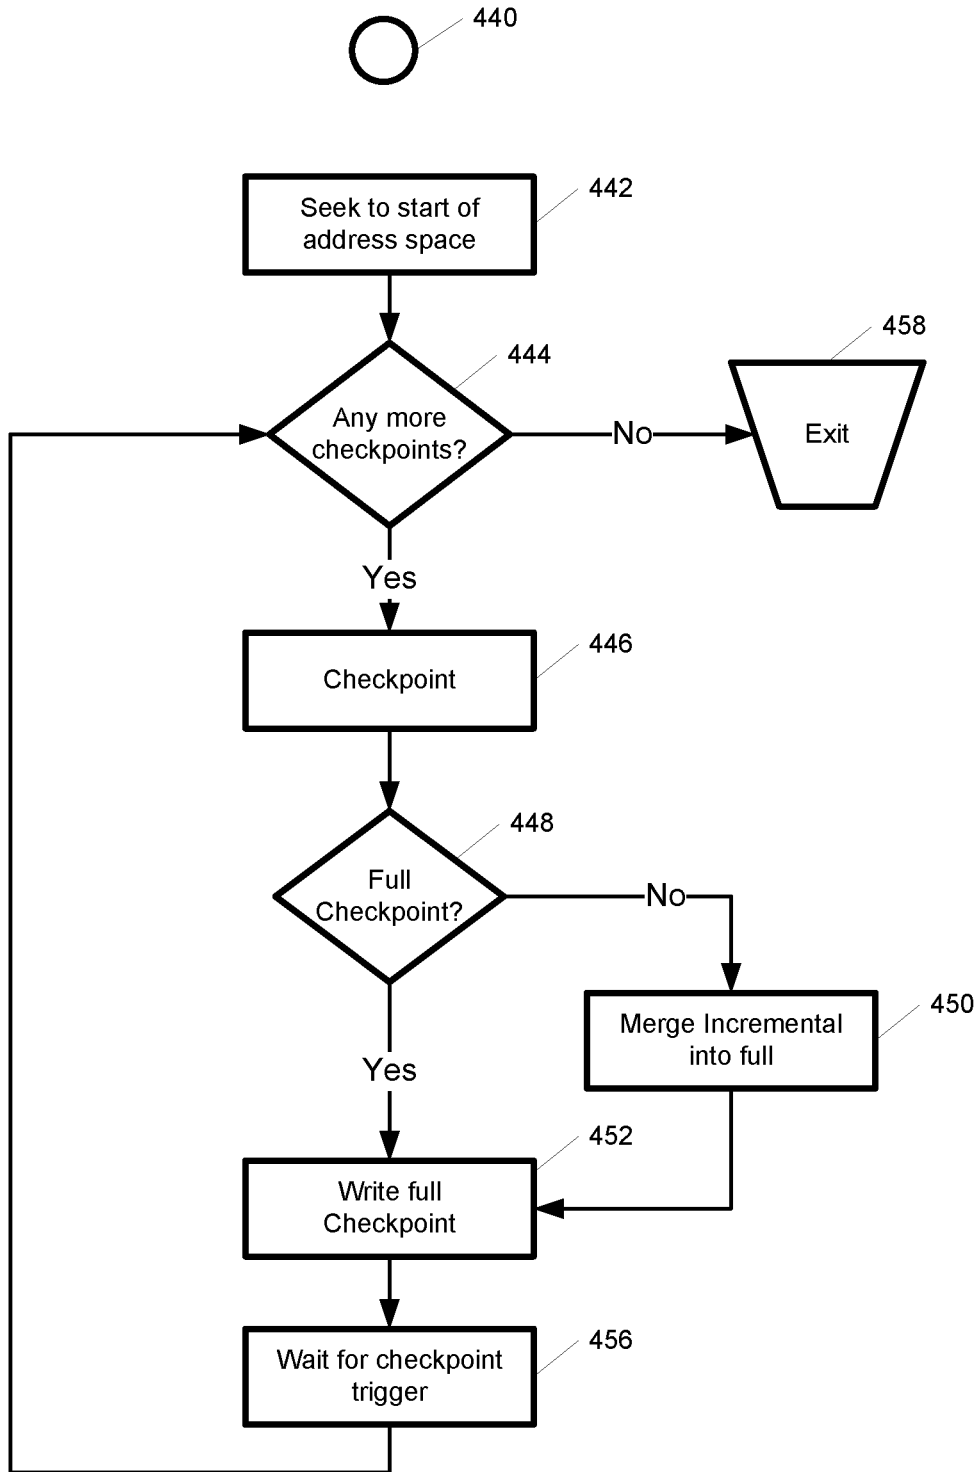 440
Seek to start of
address space
442
444
Any more
checkpoints?
No
458
Exit
Yes
Checkpoint
446
448
Full
Checkpoint?
No
Merge Incremental
into full
450
Yes
452
Write full
Checkpoint
Wait for checkpoint
trigger
456